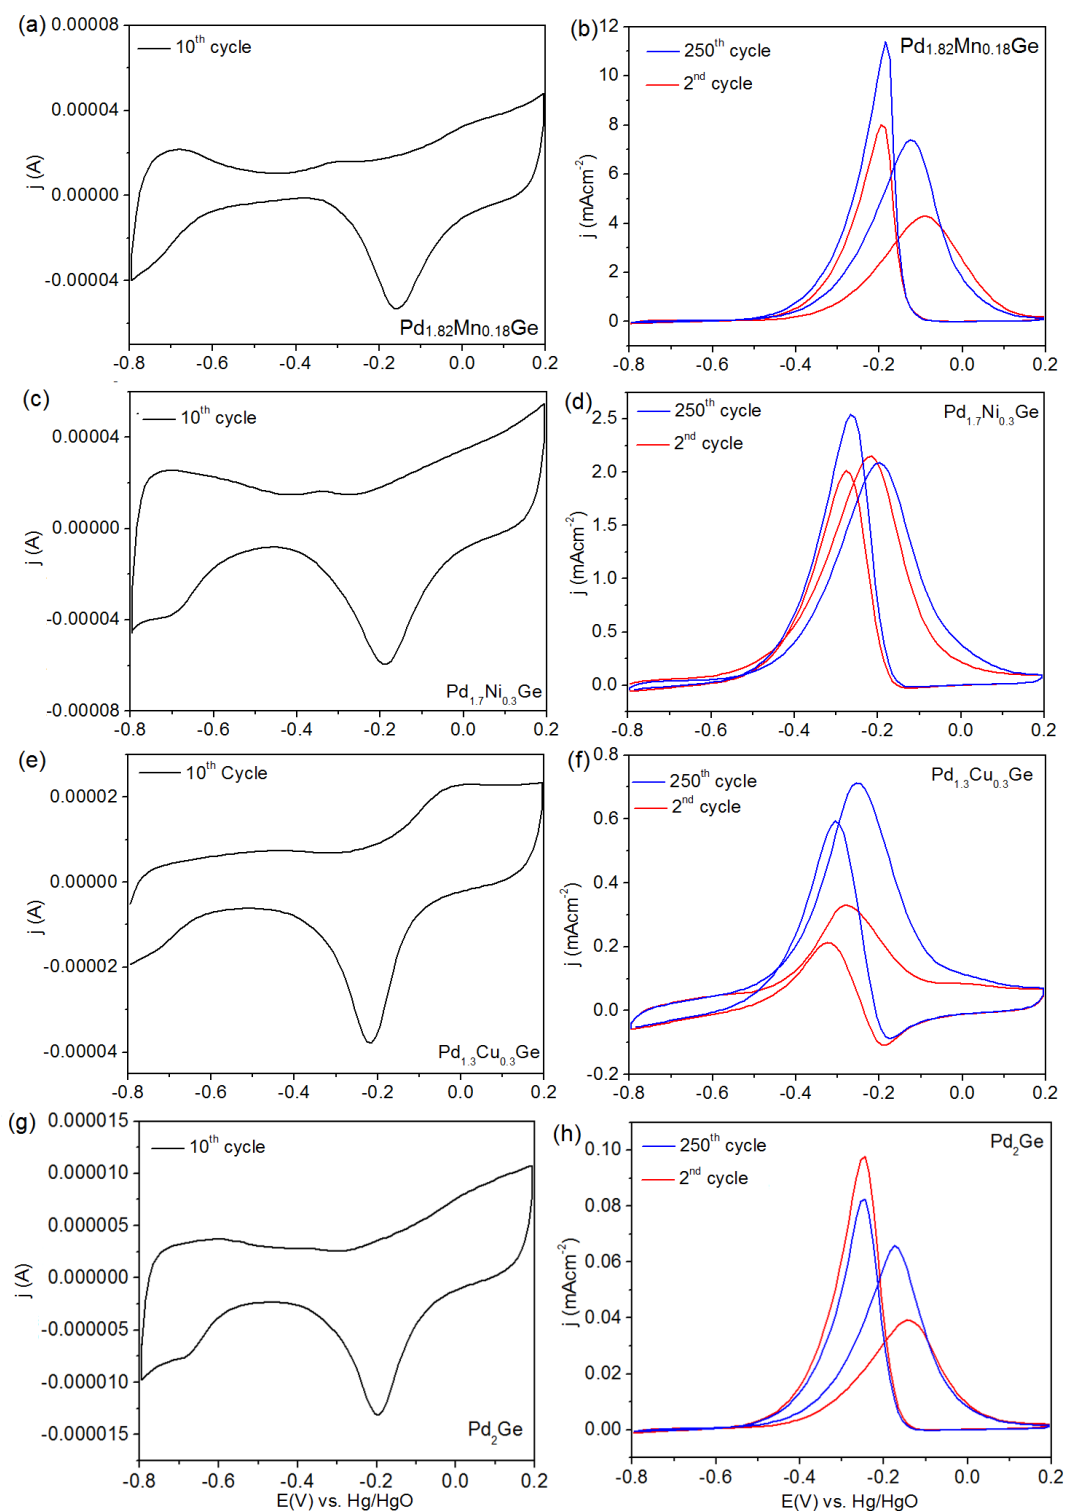 (a)
0.00008
0.00004
0.00000
-0.00004
j (A)
10th cycle
Pd1.82Mn0.18Ge
-0.8 -0.6 -0.4 -0.2 0.0 0.2
(b)
12
10
8
6
4
2
0
j (mAcm-2)
250th cycle
2nd cycle
Pd1.82Mn0.18Ge
-0.8 -0.6 -0.4 -0.2 0.0 0.2
(c)
0.00004
0.00000
-0.00004
-0.00008
j (A)
10th cycle
Pd1.7Ni0.3Ge
-0.8 -0.6 -0.4 -0.2 0.0 0.2
(d)
2.5
2.0
1.5
1.0
0.5
0.0
j (mAcm-2)
250th cycle
2nd cycle
Pd1.7Ni0.3Ge
-0.8 -0.6 -0.4 -0.2 0.0 0.2
(e)
0.00002
0.00000
-0.00002
-0.00004
j (A)
10th Cycle
Pd1.3Cu0.3Ge
-0.8 -0.6 -0.4 -0.2 0.0 0.2
(f)
0.8
0.6
0.4
0.2
0.0
-0.2
j (mAcm-2)
250th cycle
2nd cycle
Pd1.3Cu0.3Ge
-0.8 -0.6 -0.4 -0.2 0.0 0.2
(g)
0.000015
0.000010
0.000005
0.000000
-0.000005
-0.000010
-0.000015
j (A)
10th cycle
Pd2Ge
-0.8 -0.6 -0.4 -0.2 0.0 0.2
E(V) vs. Hg/HgO
(h)
0.10
0.08
0.06
0.04
0.02
0.00
j (mAcm-2)
250th cycle
2nd cycle
Pd2Ge
-0.8 -0.6 -0.4 -0.2 0.0 0.2
E(V) vs. Hg/HgO